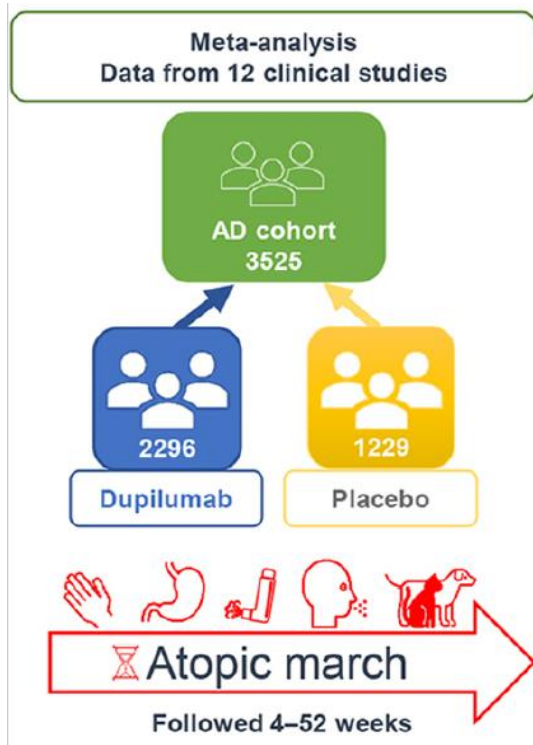 Meta-analysis
Data from 12 clinical studies
AD cohort
3525
2296
1229
Dupilumab
Placebo
Atopic march
Followed 4–52 weeks